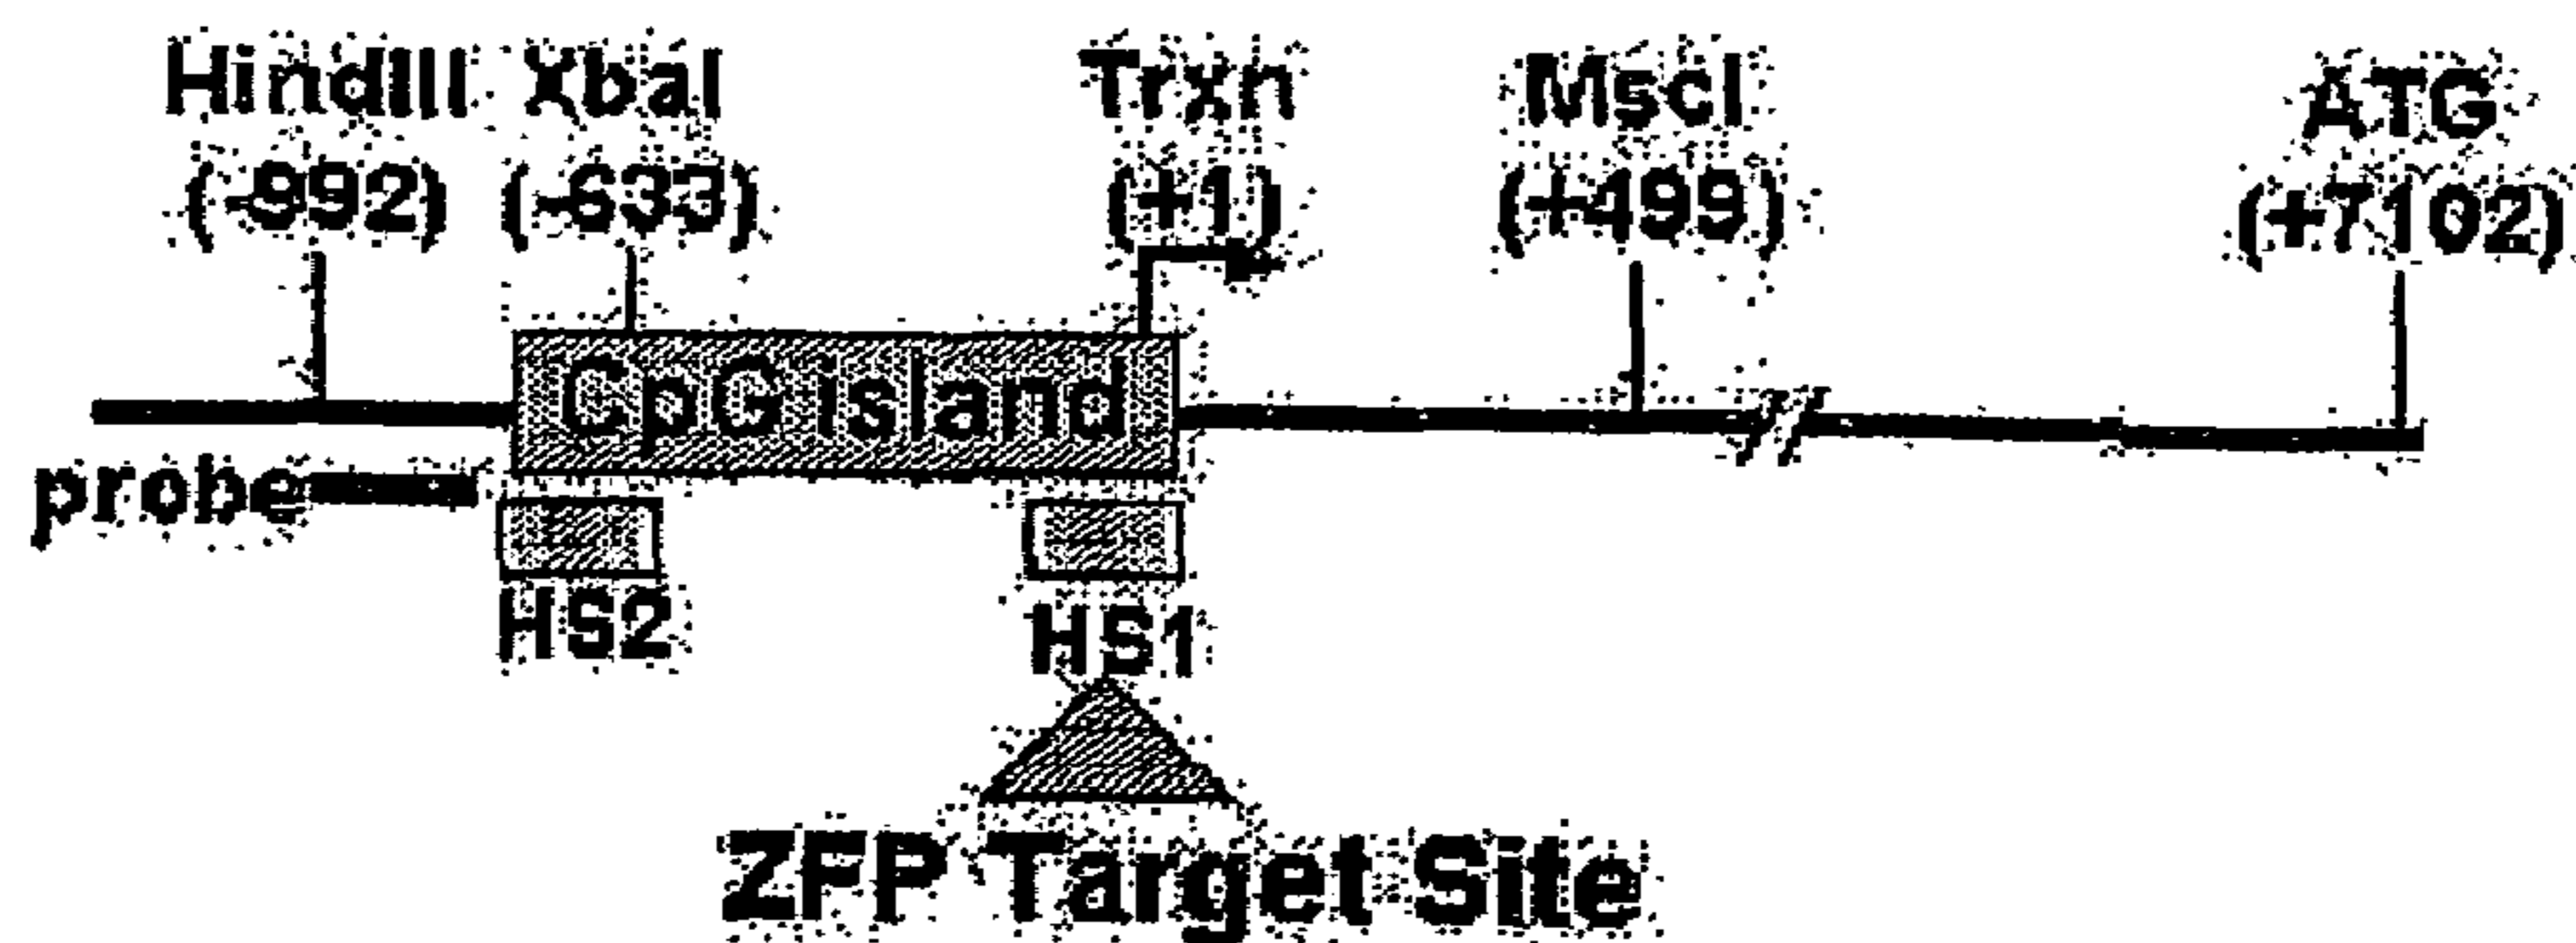 HindIII XbaI Trxn MscI ATG
(-992) (-633) (+1) (+499) (+7102)
CpG island
probe
HS2 HS1
ZFP Target Site